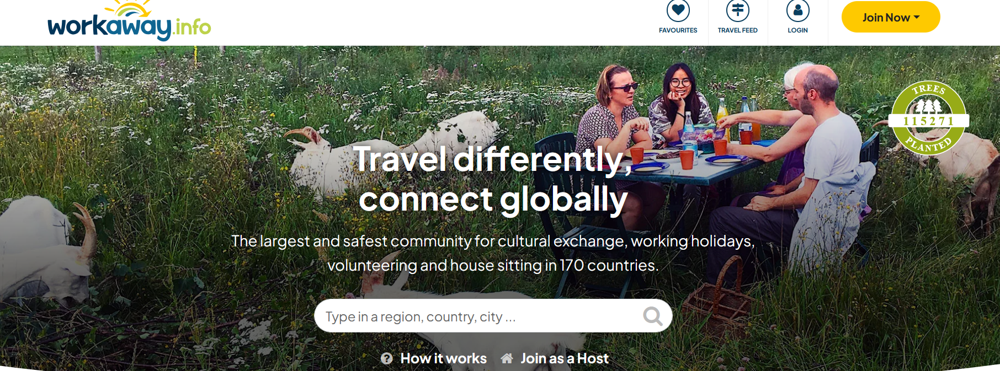 workaway.info
FAVOURITES
TRAVEL FEED
LOGIN
Join Now
TREES
115271
PLANTED
Travel differently,
connect globally
The largest and safest community for cultural exchange, working holidays,
volunteering and house sitting in 170 countries.
Type in a region, country, city ...
? How it works
Join as a Host